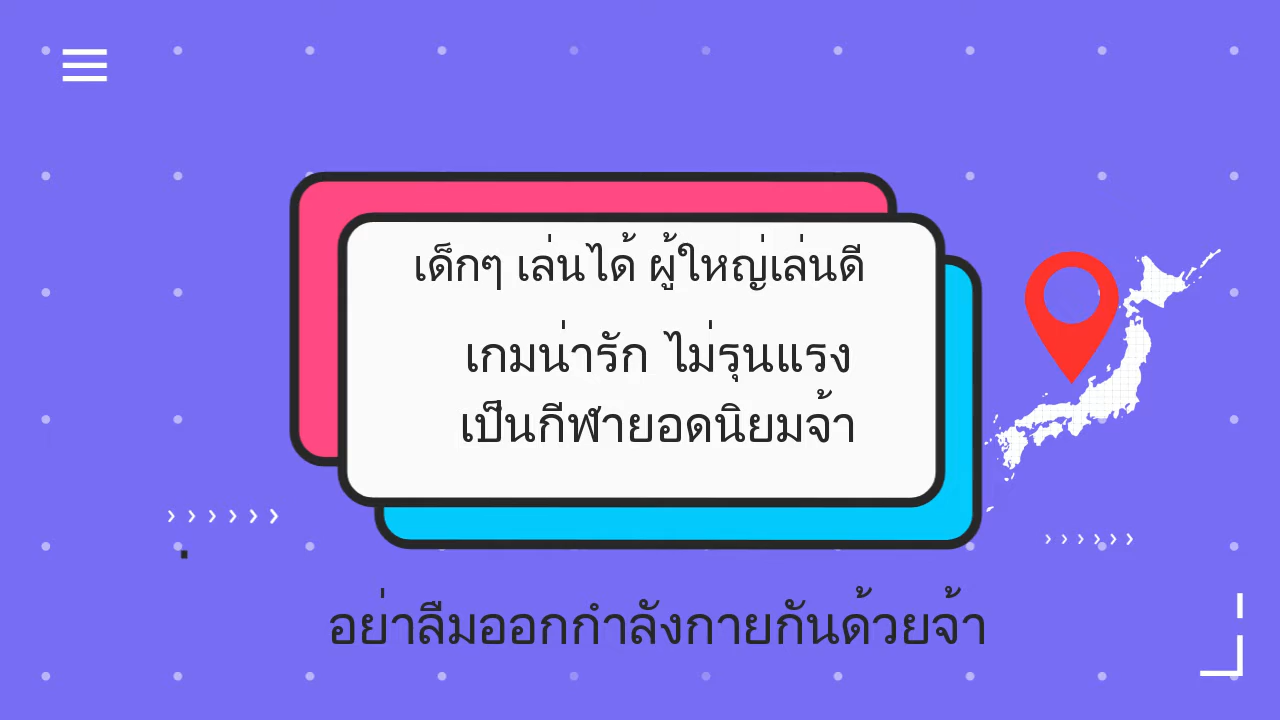 เด็กๆ เล่นได้ ผู้ใหญ่เล่นดี
เกมน่ารัก ไม่รุนแรง
เป็นกีฬายอดนิยมจ้า
อย่าลืมออกกำลังกายกันด้วยจ้า